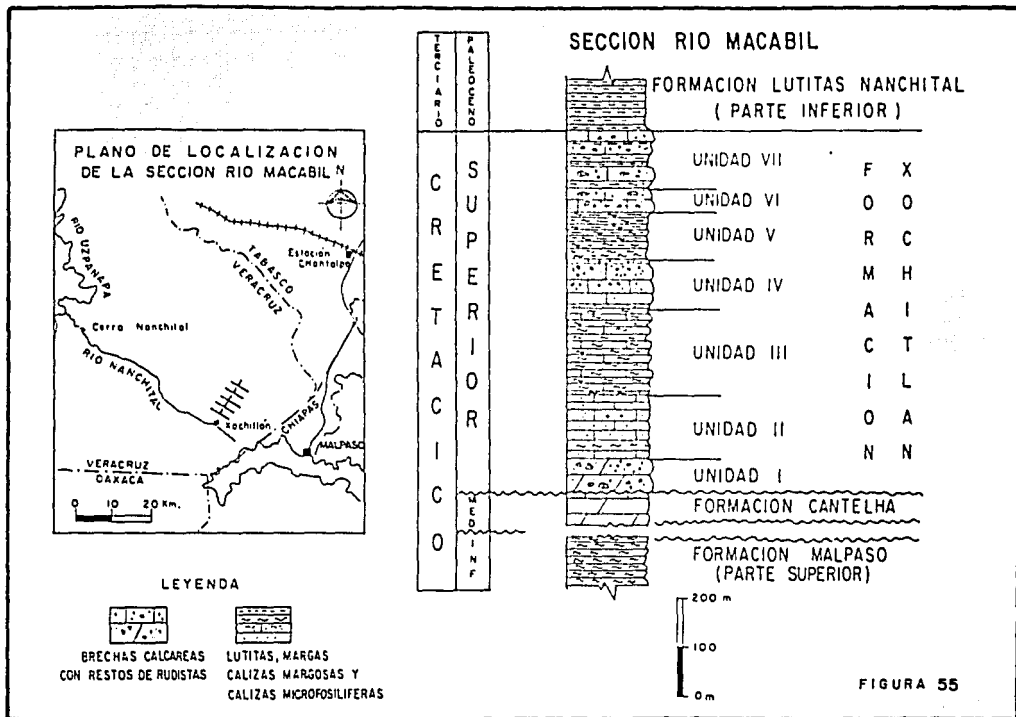 SECCION RIO MACABIL
FORMACION LUTITAS NANCHITAL
( PARTE INFERIOR )
TERCIARIO
PALEOCENO
CRETACICO
SUPERIOR
MED
INF
UNIDAD VII
UNIDAD VI
UNIDAD V
UNIDAD IV
UNIDAD III
UNIDAD II
UNIDAD I
FORMACION
XOCHITLAN
FORMACION CANTELHA
FORMACION MALPASO
(PARTE SUPERIOR)
200 m
100
0 m
PLANO DE LOCALIZACION
DE LA SECCION RIO MACABIL
N
RIO UZPANAPA
TABASCO
VERACRUZ
Estación
Chontalpa
Cerro Nanchital
RIO NANCHITAL
Xochitlán
CHIAPAS
MALPASO
VERACRUZ
OAXACA
0 10 20 Km.
LEYENDA
BRECHAS CALCAREAS
CON RESTOS DE RUDISTAS
LUTITAS, MARGAS
CALIZAS MARGOSAS Y
CALIZAS MICROFOSILIFERAS
FIGURA 55